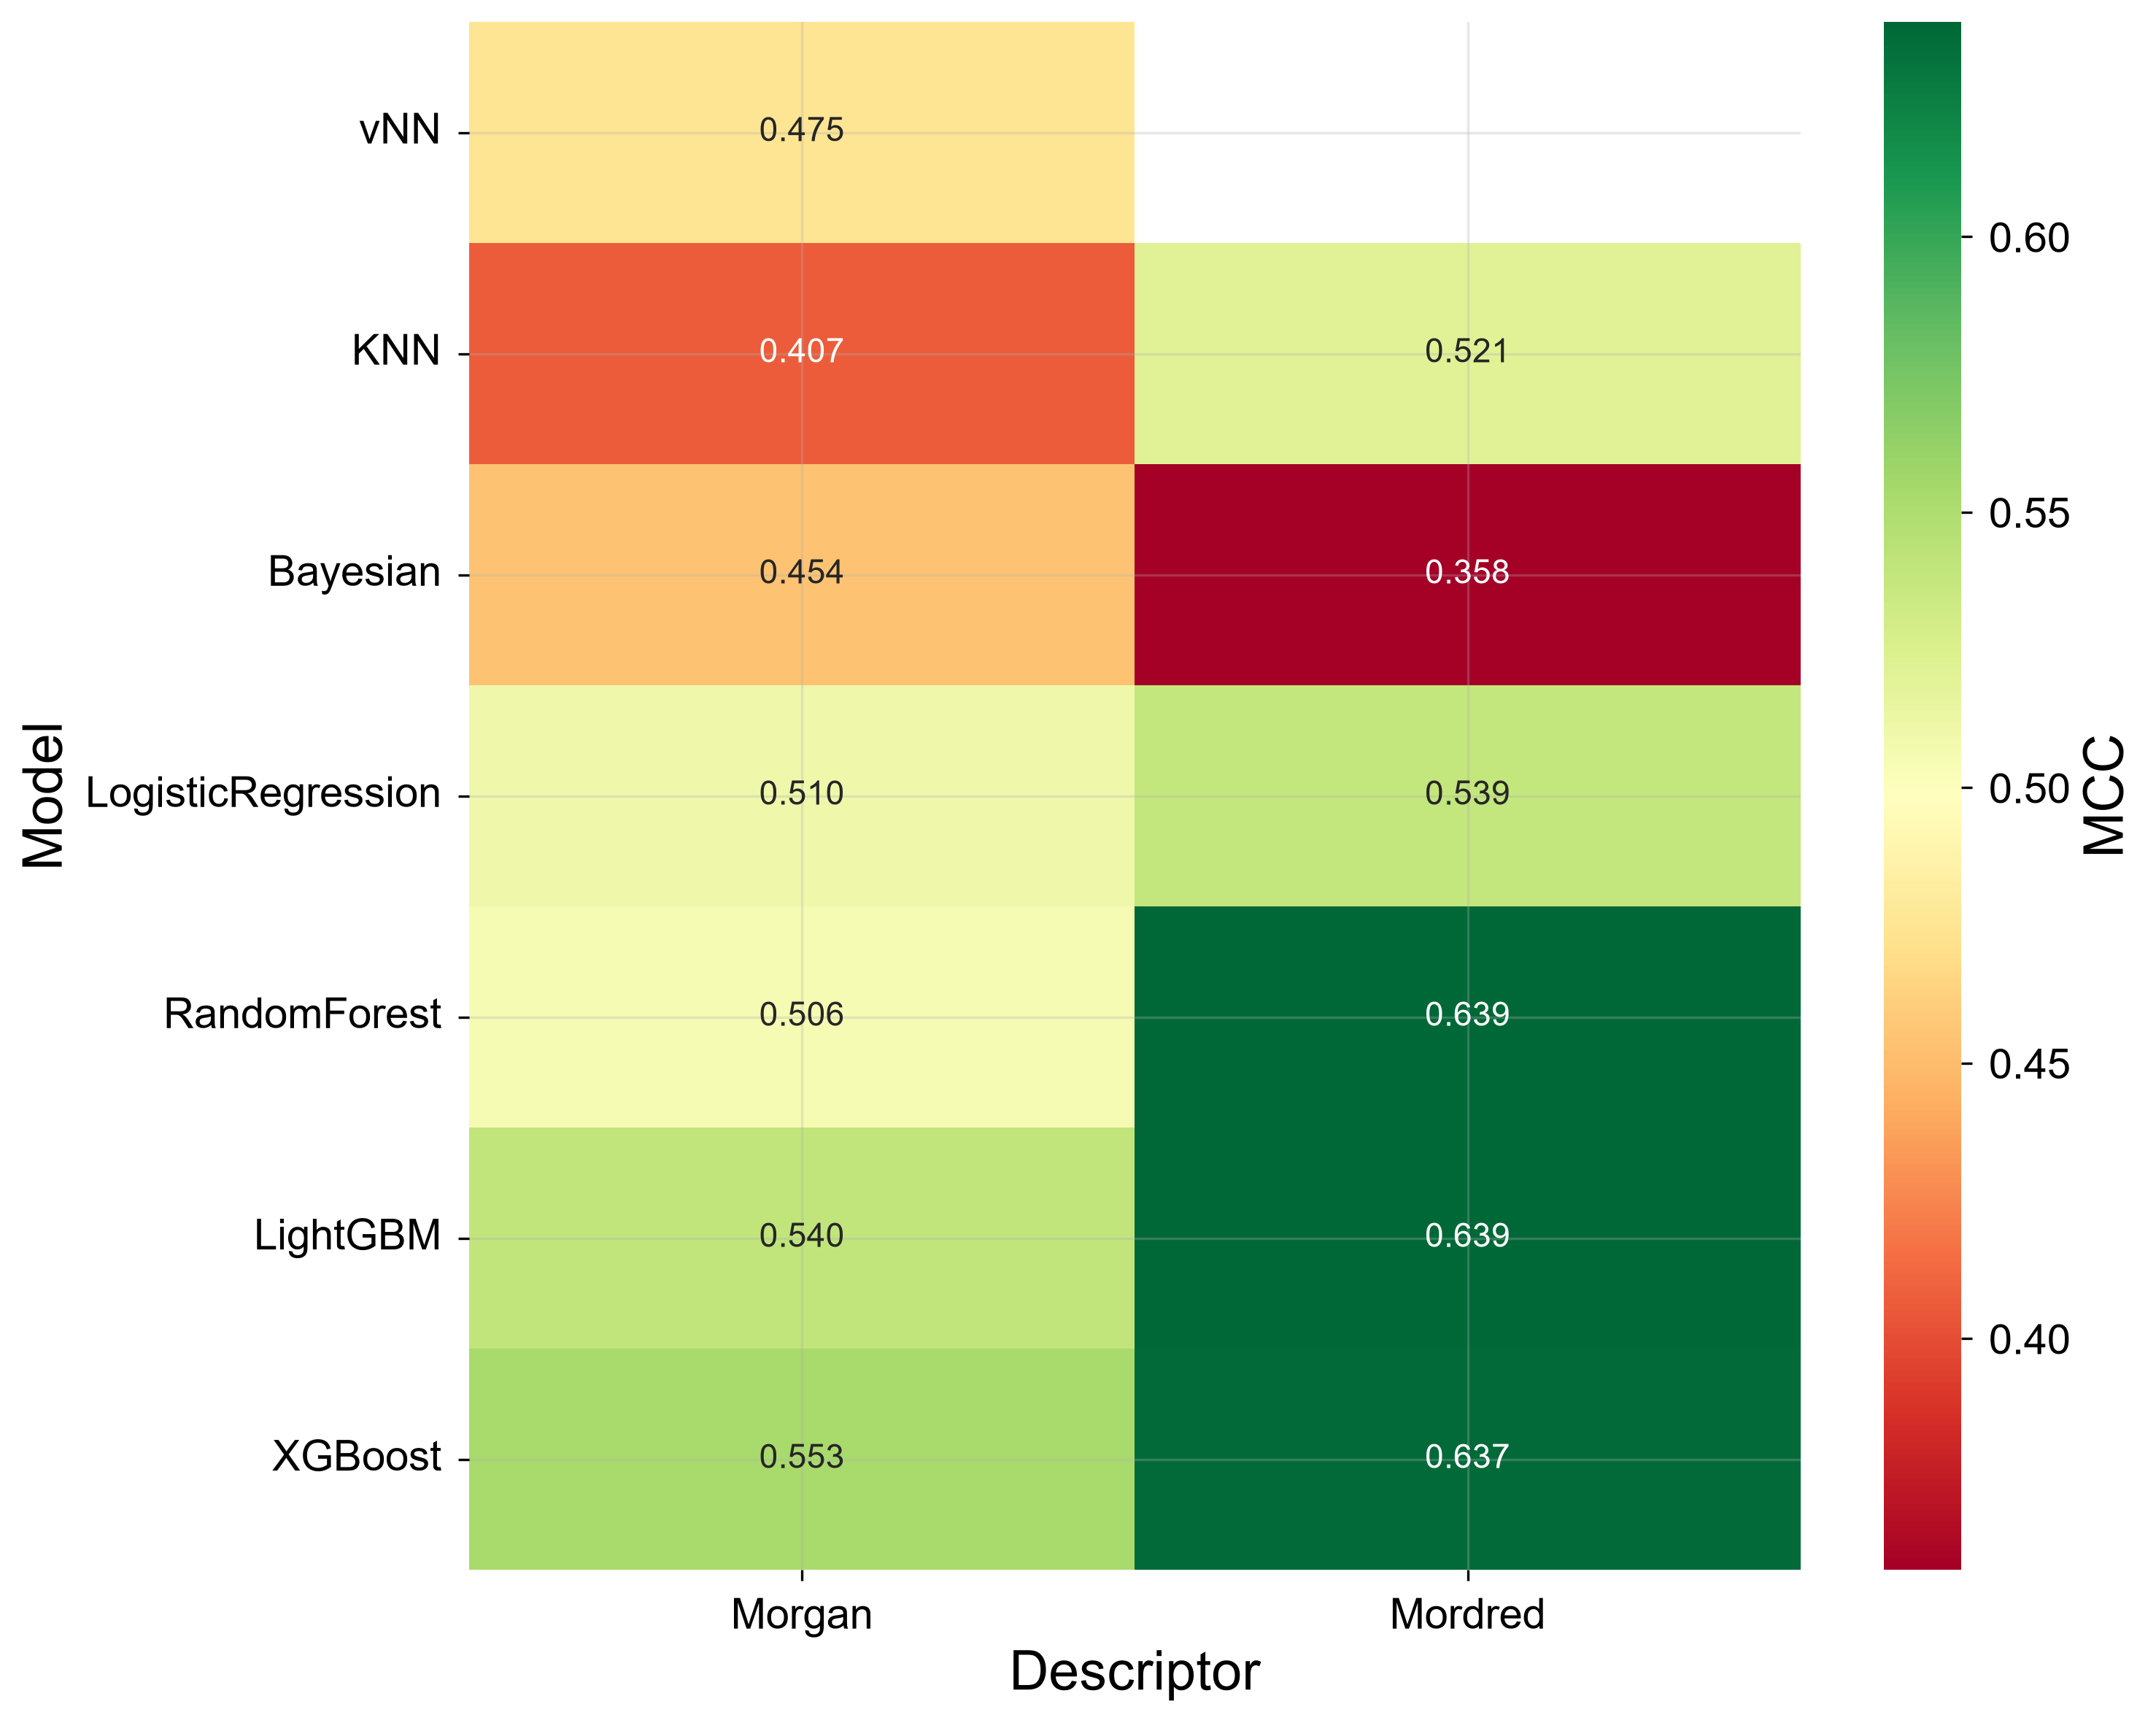 vNN 0.475
KNN 0.407 0.521
Bayesian 0.454 0.358
LogisticRegression 0.510 0.539
RandomForest 0.506 0.639
LightGBM 0.540 0.639
XGBoost 0.553 0.637
Morgan Mordred
Descriptor
Model
0.60
0.55
0.50
0.45
0.40
MCC